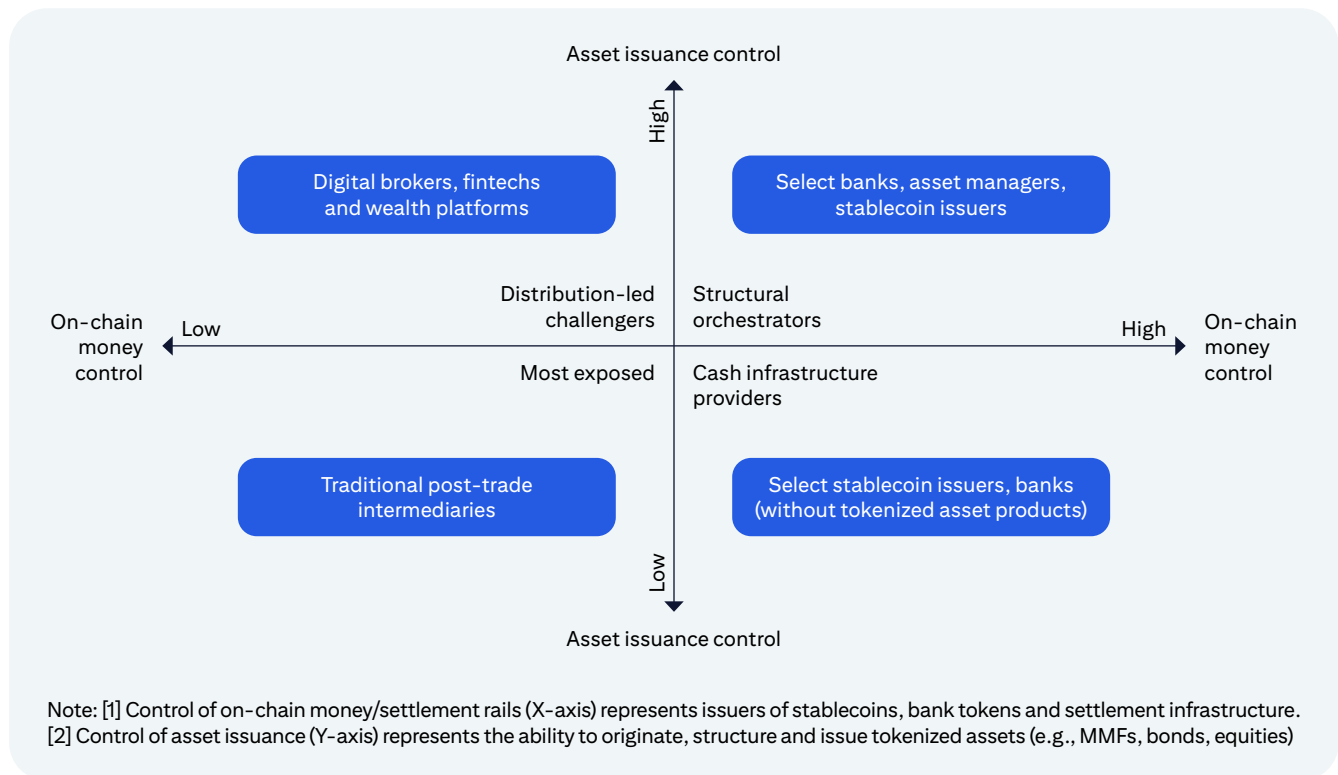 Asset issuance control
High
Digital brokers, fintechs
and wealth platforms
Select banks, asset managers,
stablecoin issuers
Distribution-led
challengers
Structural
orchestrators
On-chain
money
control
Low
High
On-chain
money
control
Most exposed
Cash infrastructure
providers
Traditional post-trade
intermediaries
Select stablecoin issuers, banks
(without tokenized asset products)
Low
Asset issuance control
Note: [1] Control of on-chain money/settlement rails (X-axis) represents issuers of stablecoins, bank tokens and settlement infrastructure.
[2] Control of asset issuance (Y-axis) represents the ability to originate, structure and issue tokenized assets (e.g., MMFs, bonds, equities)